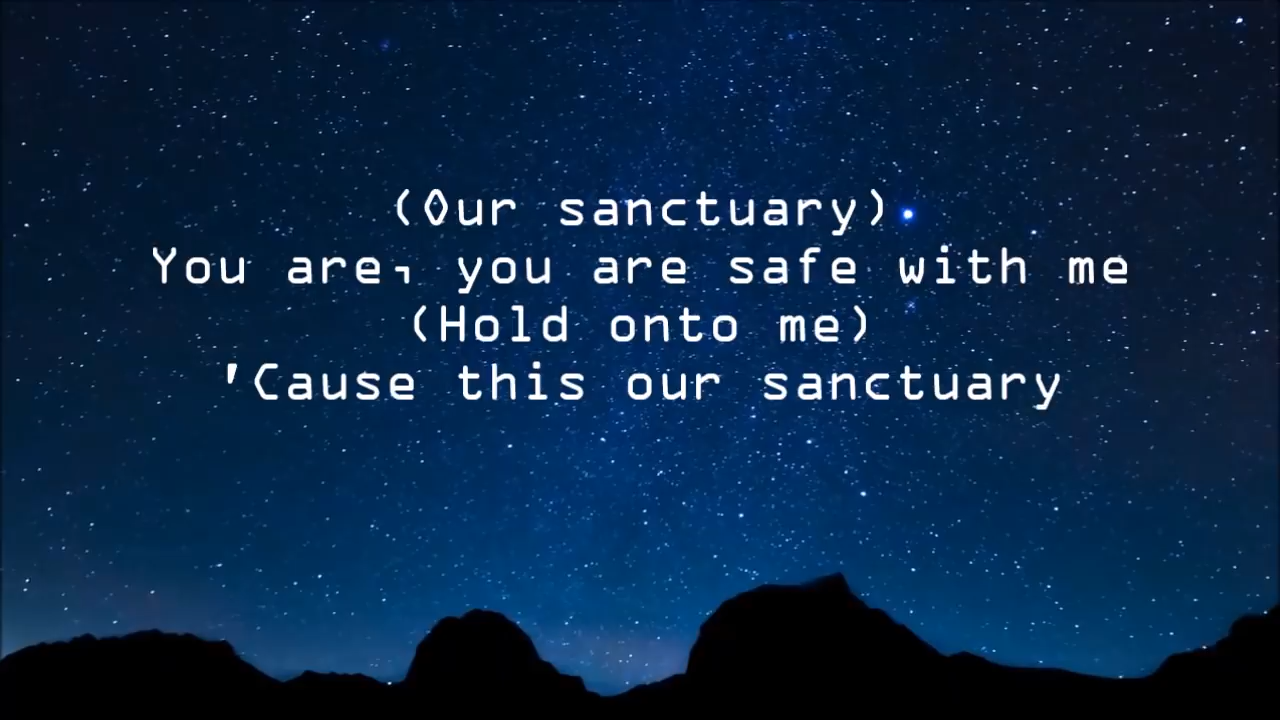 (Our sanctuary)
You are, you are safe with me
(Hold onto me)
'Cause this our sanctuary